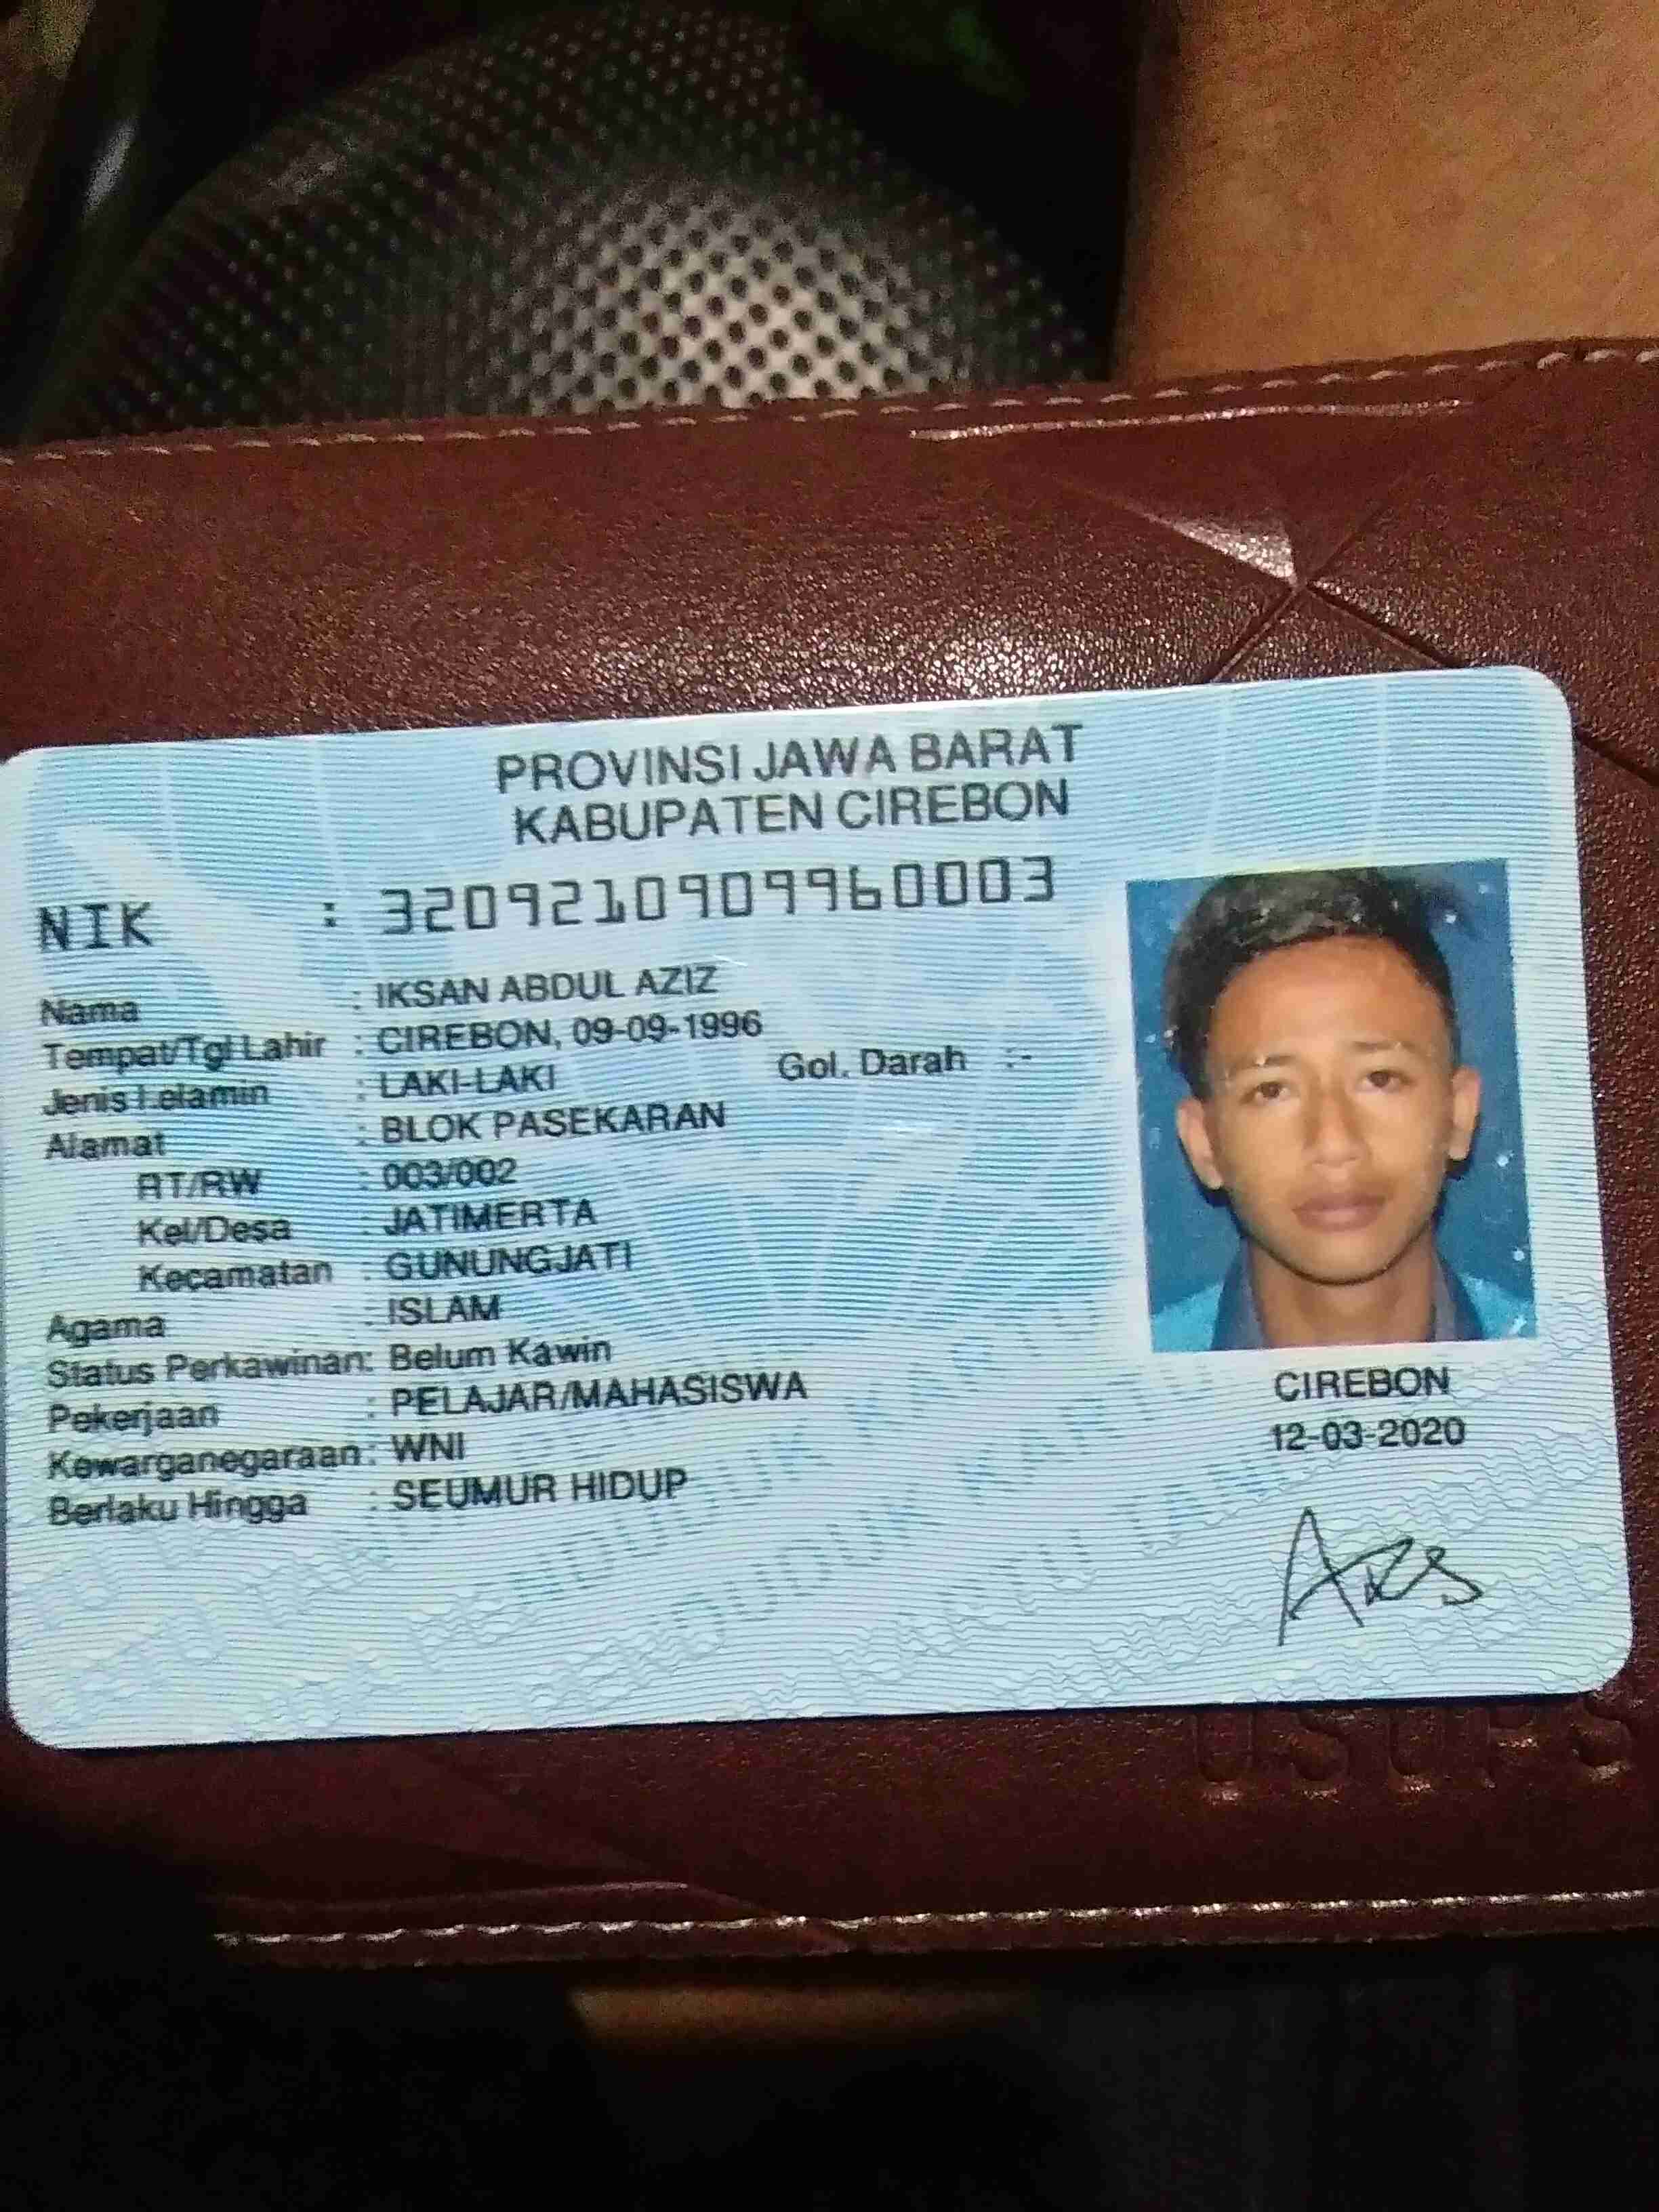 PROVINSI JAWA BARAT
KABUPATEN CIREBON
NIK : 3209210909960003
Nama : IKSAN ABDUL AZIZ
Tempat/Tgl Lahir : CIREBON, 09-09-1996
Jenis Kelamin : LAKI-LAKI Gol. Darah : -
Alamat : BLOK PASEKARAN
RT/RW : 003/002
Kel/Desa : JATIMERTA
Kecamatan : GUNUNGJATI
Agama : ISLAM
Status Perkawinan: Belum Kawin
Pekerjaan : PELAJAR/MAHASISWA
Kewarganegaraan: WNI
Berlaku Hingga : SEUMUR HIDUP
CIREBON
12-03-2020